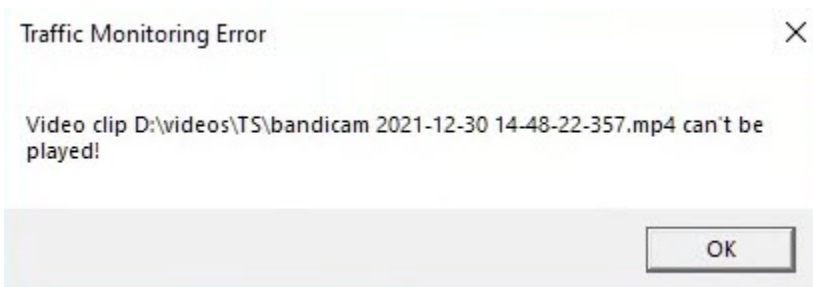 Traffic Monitoring Error
Video clip D:\videos\TS\bandicam 2021-12-30 14-48-22-357.mp4 can't be
played!
OK